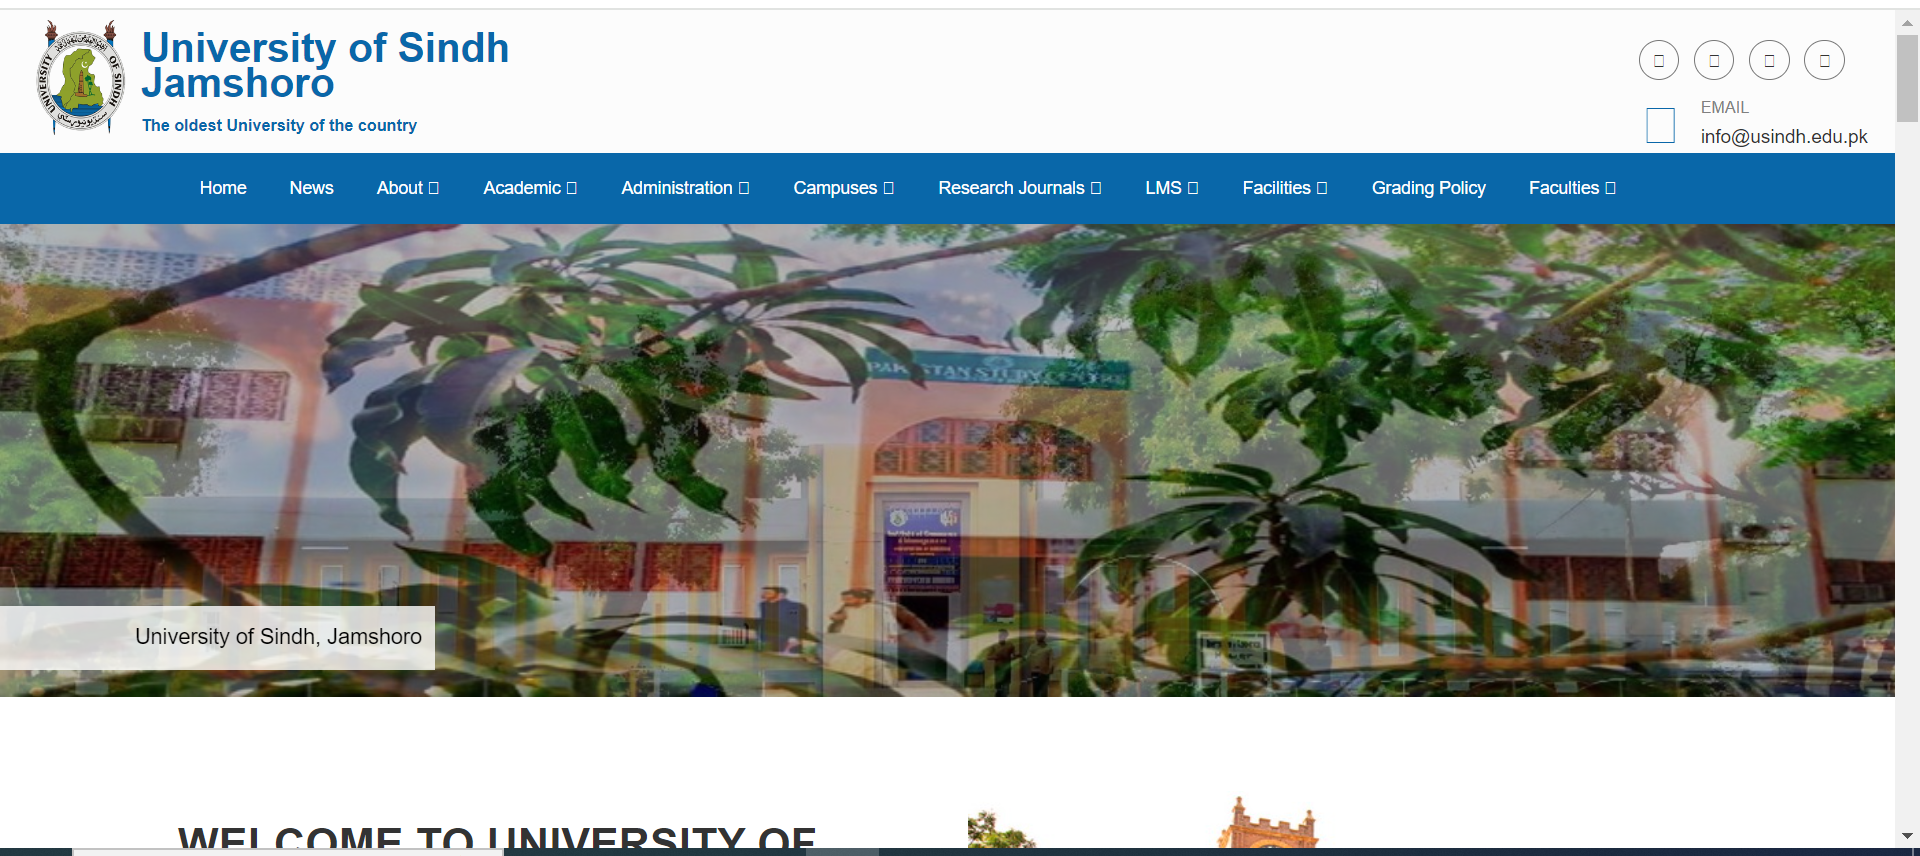 UNIVERSITY OF SINDH
University of Sindh
Jamshoro
The oldest University of the country
EMAIL
info@usindh.edu.pk
Home News About Academic Administration Campuses Research Journals LMS Facilities Grading Policy Faculties
PAKISTAN STUDY CENTRE
University of Sindh, Jamshoro
WELCOME TO UNIVERSITY OF